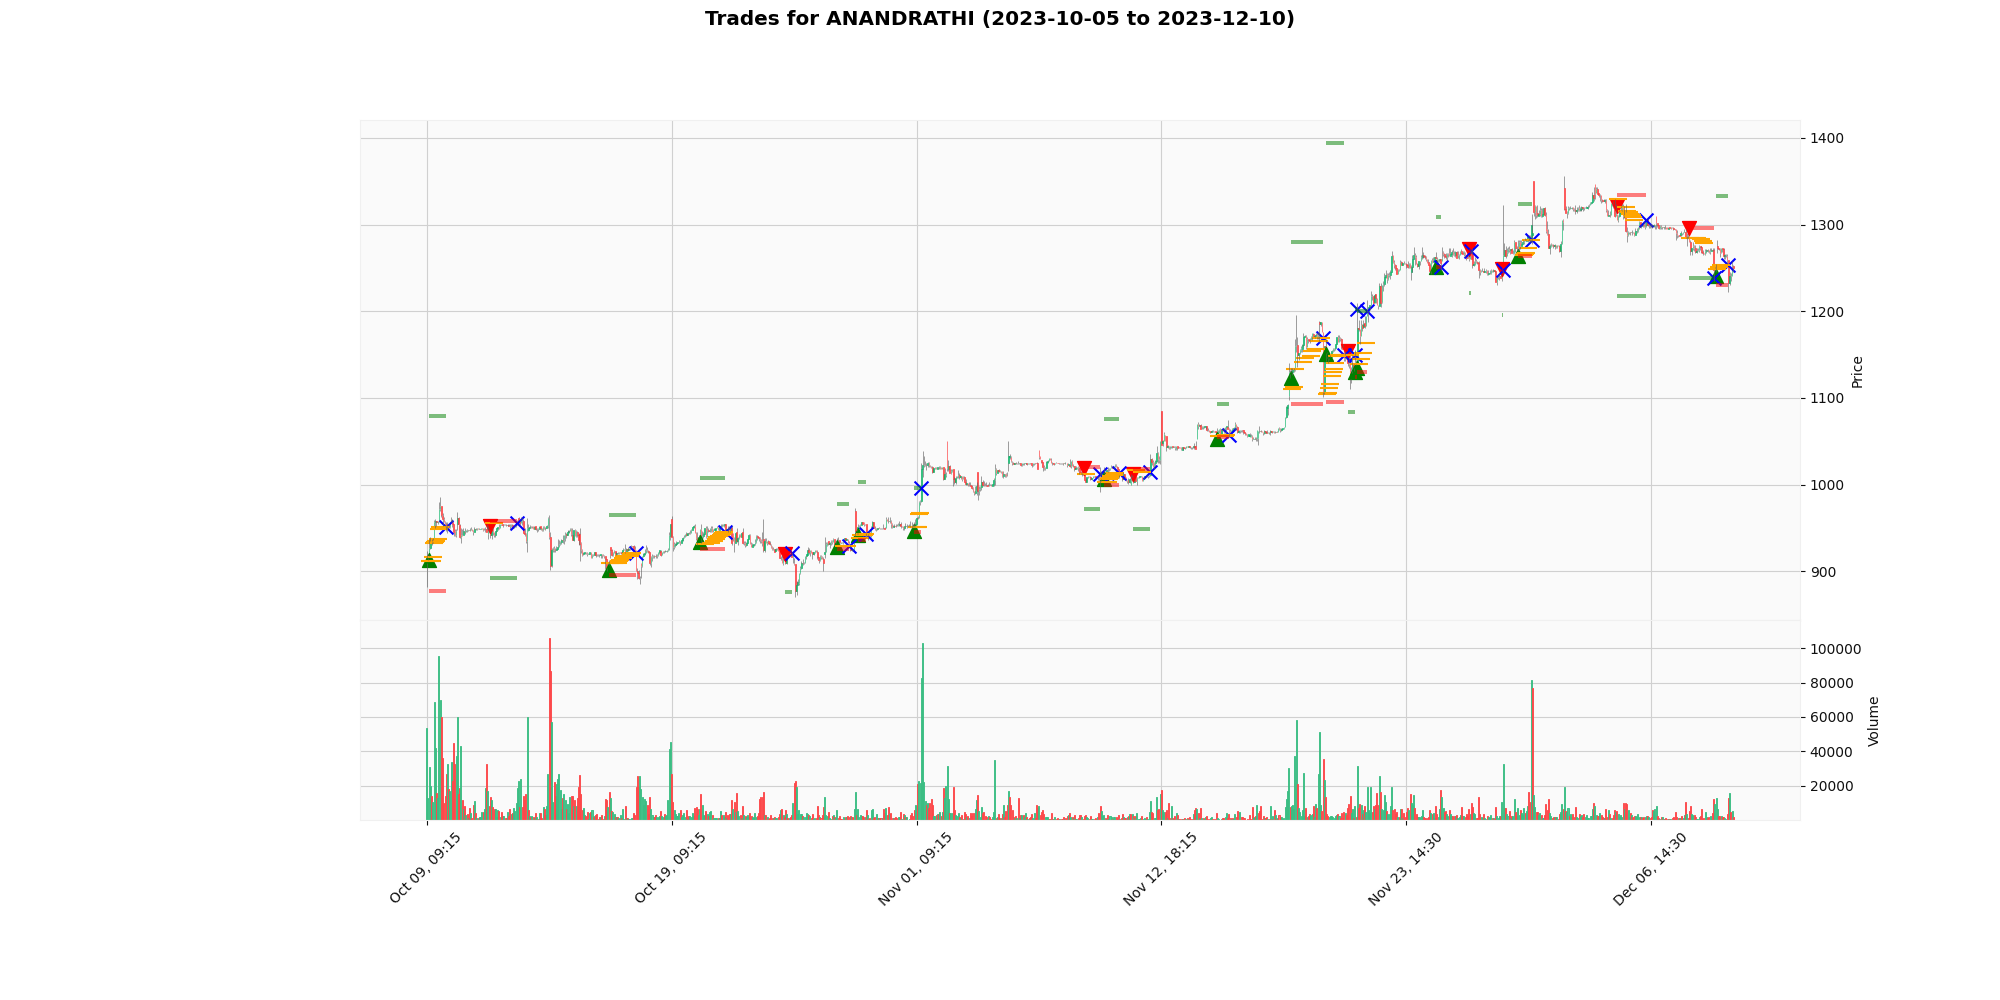 Trades for ANANDRATHI (2023-10-05 to 2023-12-10)
1400
1300
1200
1100
1000
900
Price
100000
80000
60000
40000
20000
Volume
Oct 09, 09:15
Oct 19, 09:15
Nov 01, 09:15
Nov 12, 18:15
Nov 23, 14:30
Dec 06, 14:30